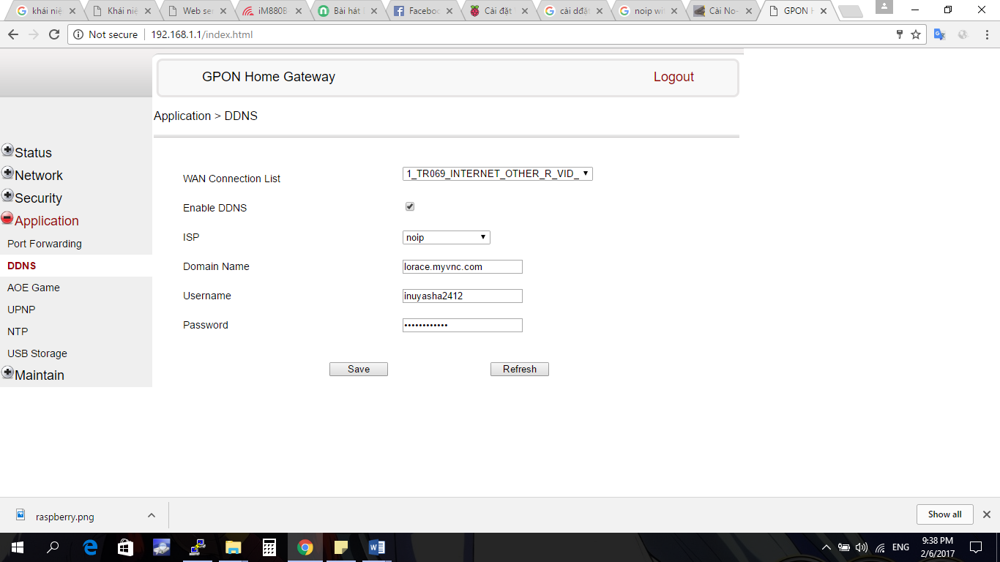 khái niệ
Khái niệ
Web ser
iM880B
Bài hát
Facebo
Cài đặt
cài dđặt
noip wi
Cài No-
GPON H
Not secure
192.168.1.1/index.html
GPON Home Gateway
Logout
Application > DDNS
Status
Network
Security
Application
Port Forwarding
DDNS
AOE Game
UPNP
NTP
USB Storage
Maintain
WAN Connection List
1_TR069_INTERNET_OTHER_R_VID_
Enable DDNS
ISP
noip
Domain Name
lorace.myvnc.com
Username
inuyasha2412
Password
••••••••••••
Save
Refresh
raspberry.png
Show all
ENG
9:38 PM
2/6/2017